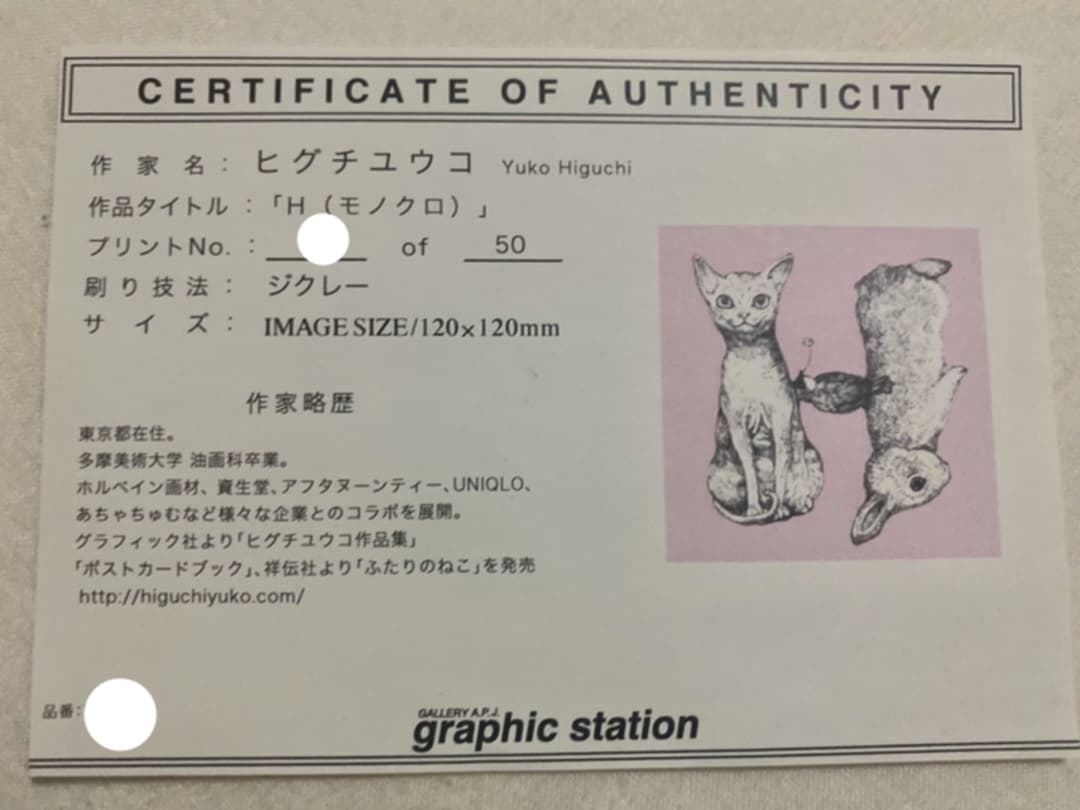 CERTIFICATE OF AUTHENTICITY
作家名：ヒグチユウコ Yuko Higuchi
作品タイトル：「H（モノクロ）」
プリントNo.： of 50
刷り技法：ジクレー
サイズ：IMAGE SIZE/120×120mm
作家略歴
東京都在住。
多摩美術大学 油画科卒業。
ホルベイン画材、資生堂、アフタヌーンティー、UNIQLO、
あちゃちゅむなど様々な企業とのコラボを展開。
グラフィック社より「ヒグチユウコ作品集」
「ポストカードブック」、祥伝社より「ふたりのねこ」を発売
http://higuchiyuko.com/
品番：
GALLERY A.P.J.
graphic station